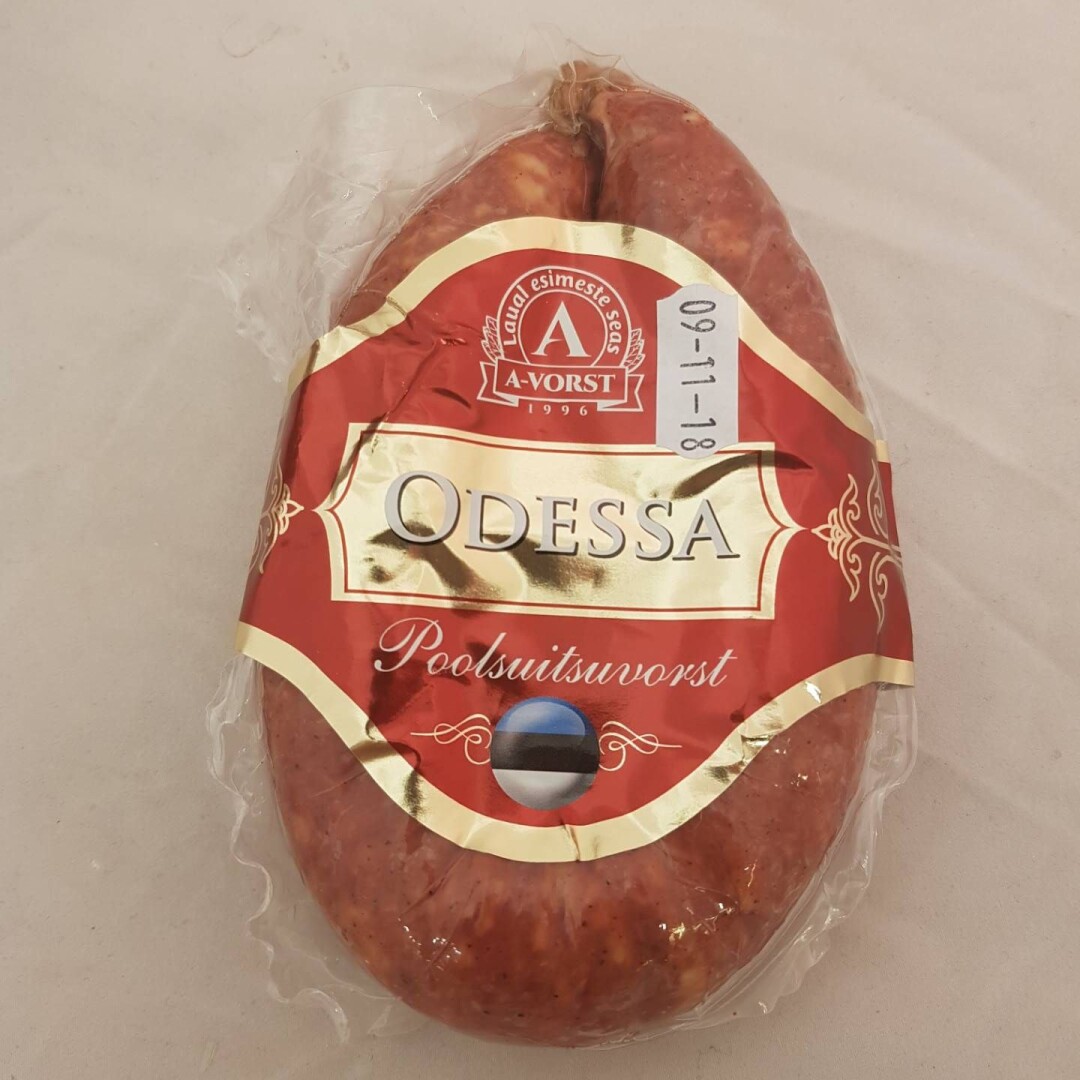 Laual esimeste seas
A
A-VORST
1996
09-11-18
ODESSA
Poolsuitsuvorst